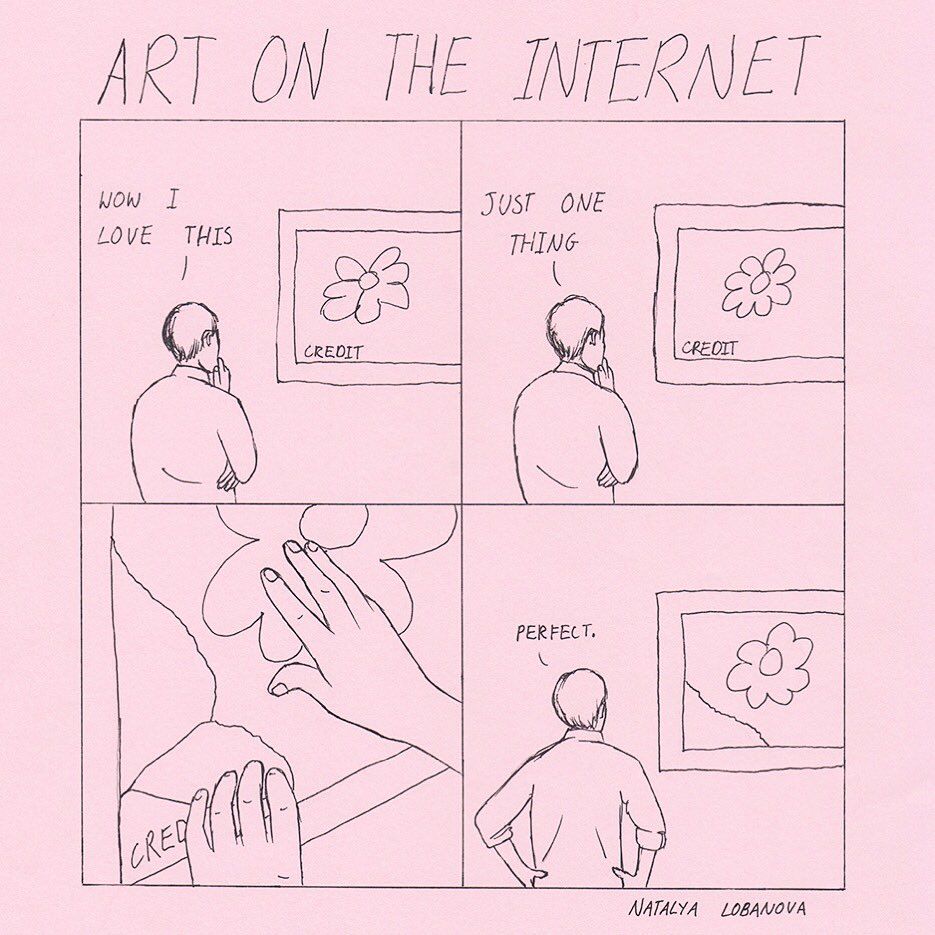 ART ON THE INTERNET
WOW I
LOVE THIS
CREDIT
JUST ONE
THING
CREDIT
CRED
PERFECT.
NATALYA LOBANOVA